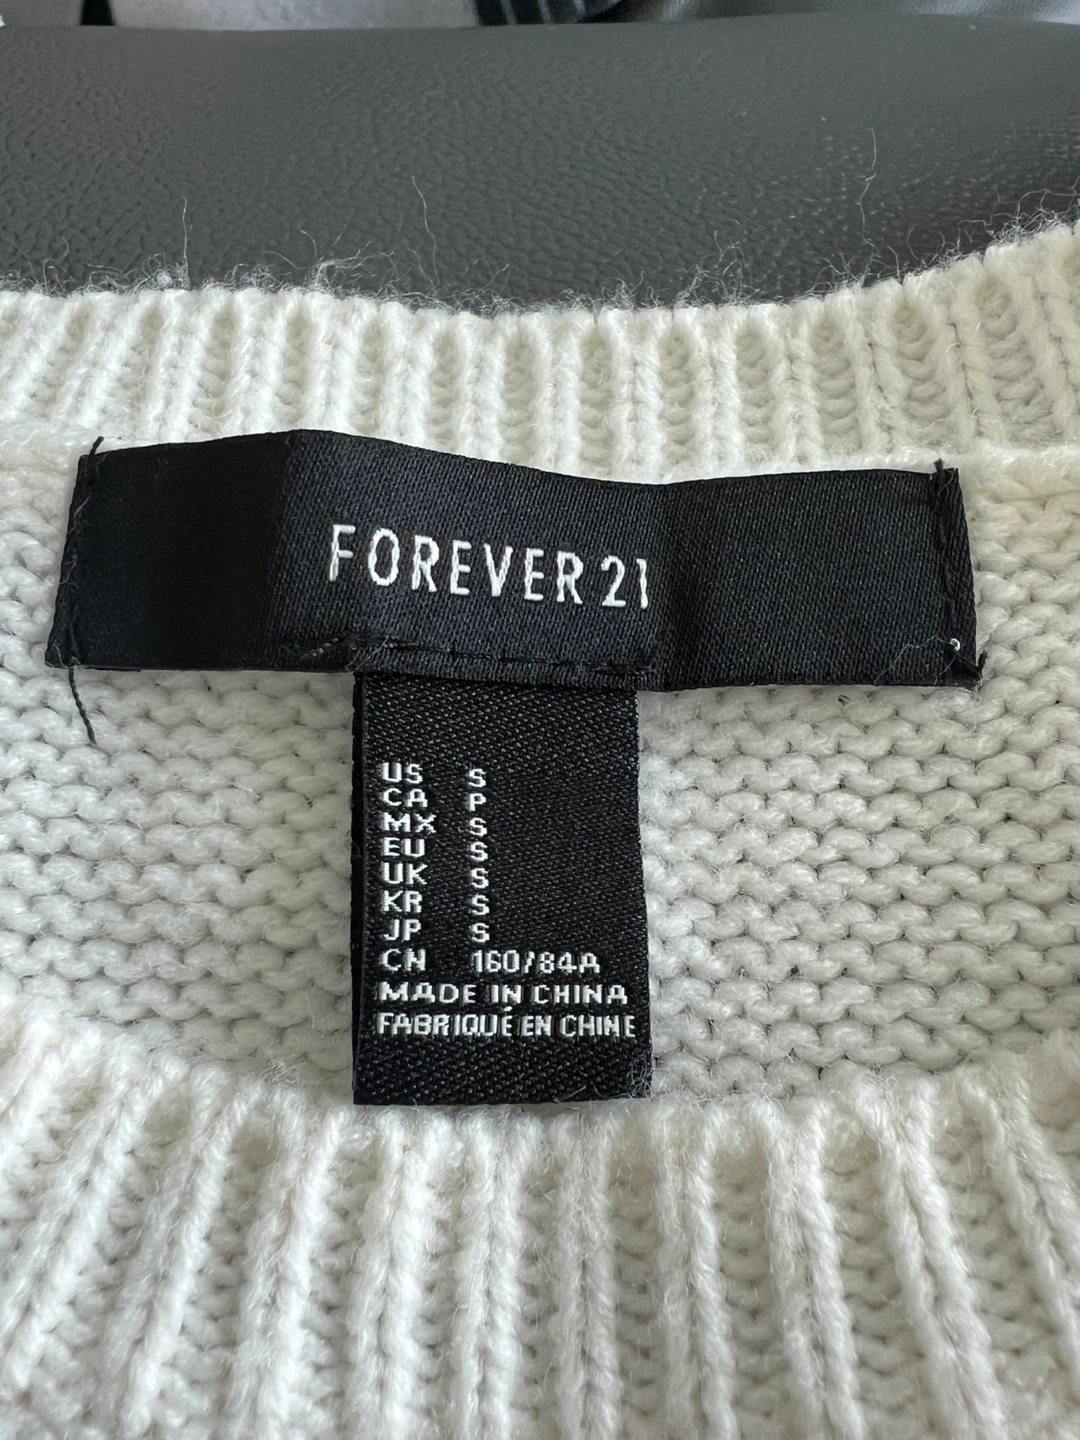 FOREVER 21
US S
CA P
MX S
EU S
UK S
KR S
JP S
CN 160/84A
MADE IN CHINA
FABRIQUÉ EN CHINE